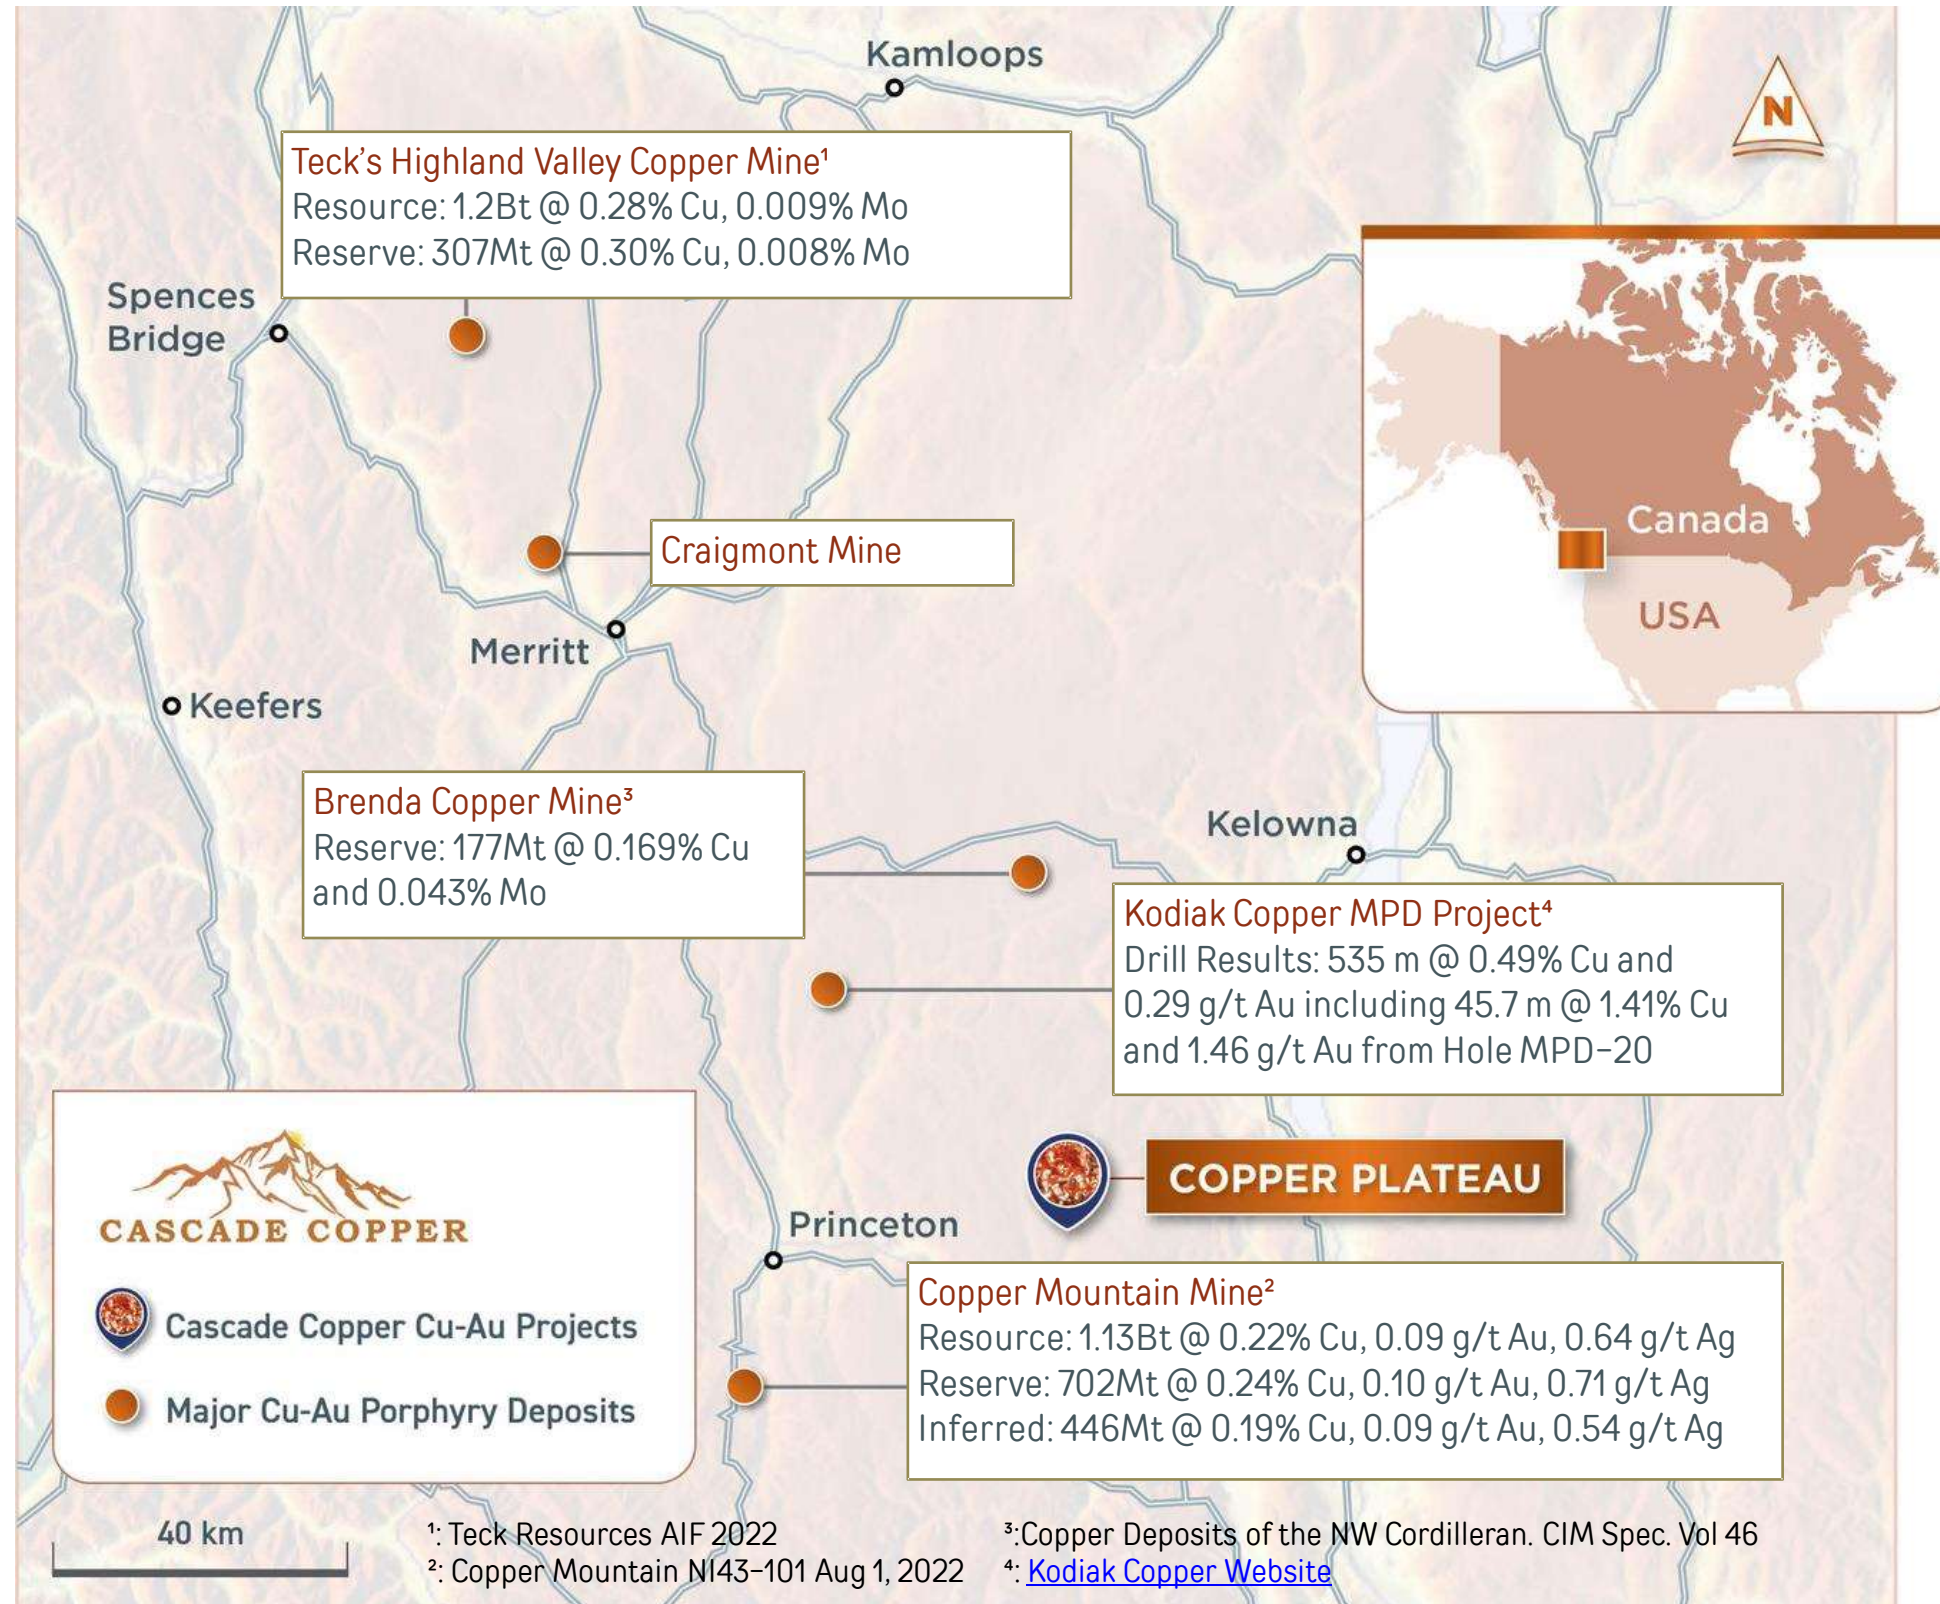 Kamloops
N
Teck's Highland Valley Copper Mine¹
Resource: 1.2Bt @ 0.28% Cu, 0.009% Mo
Reserve: 307Mt @ 0.30% Cu, 0.008% Mo
Spences
Bridge
Canada
USA
Craigmont Mine
Merritt
Keefers
Brenda Copper Mine³
Reserve: 177Mt @ 0.169% Cu
and 0.043% Mo
Kelowna
Kodiak Copper MPD Project⁴
Drill Results: 535 m @ 0.49% Cu and
0.29 g/t Au including 45.7 m @ 1.41% Cu
and 1.46 g/t Au from Hole MPD-20
COPPER PLATEAU
Princeton
Copper Mountain Mine²
Resource: 1.13Bt @ 0.22% Cu, 0.09 g/t Au, 0.64 g/t Ag
Reserve: 702Mt @ 0.24% Cu, 0.10 g/t Au, 0.71 g/t Ag
Inferred: 446Mt @ 0.19% Cu, 0.09 g/t Au, 0.54 g/t Ag
CASCADE COPPER
Cascade Copper Cu-Au Projects
Major Cu-Au Porphyry Deposits
40 km
¹: Teck Resources AIF 2022
²: Copper Mountain NI43-101 Aug 1, 2022
³:Copper Deposits of the NW Cordilleran. CIM Spec. Vol 46
⁴: Kodiak Copper Website